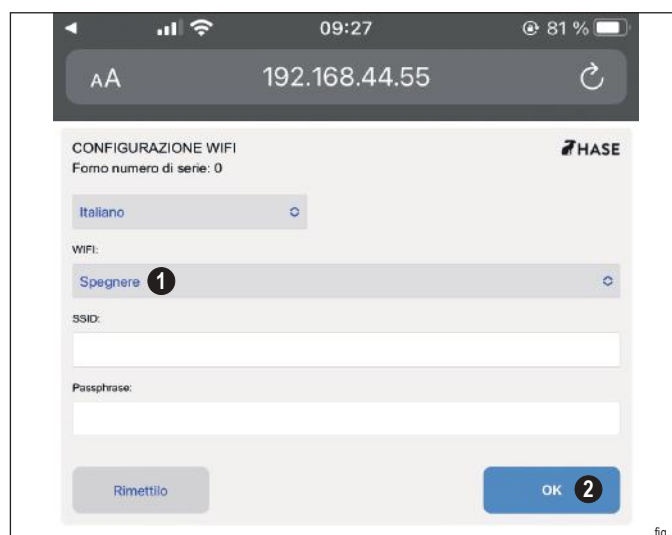 09:27 81 %
AA 192.168.44.55
CONFIGURAZIONE WIFI HASE
Forno numero di serie: 0
Italiano
WIFI:
Spegnere 1
SSID:
Passphrase:
Rimettilo OK 2
fig